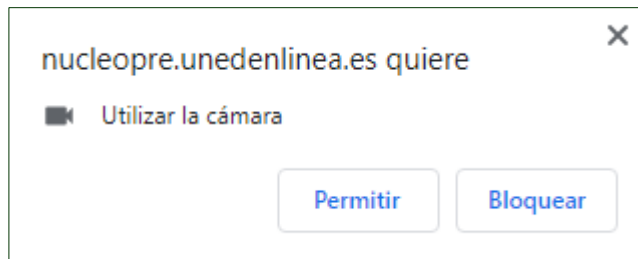 nucleopre.unedenlinea.es quiere
Utilizar la cámara
Permitir Bloquear